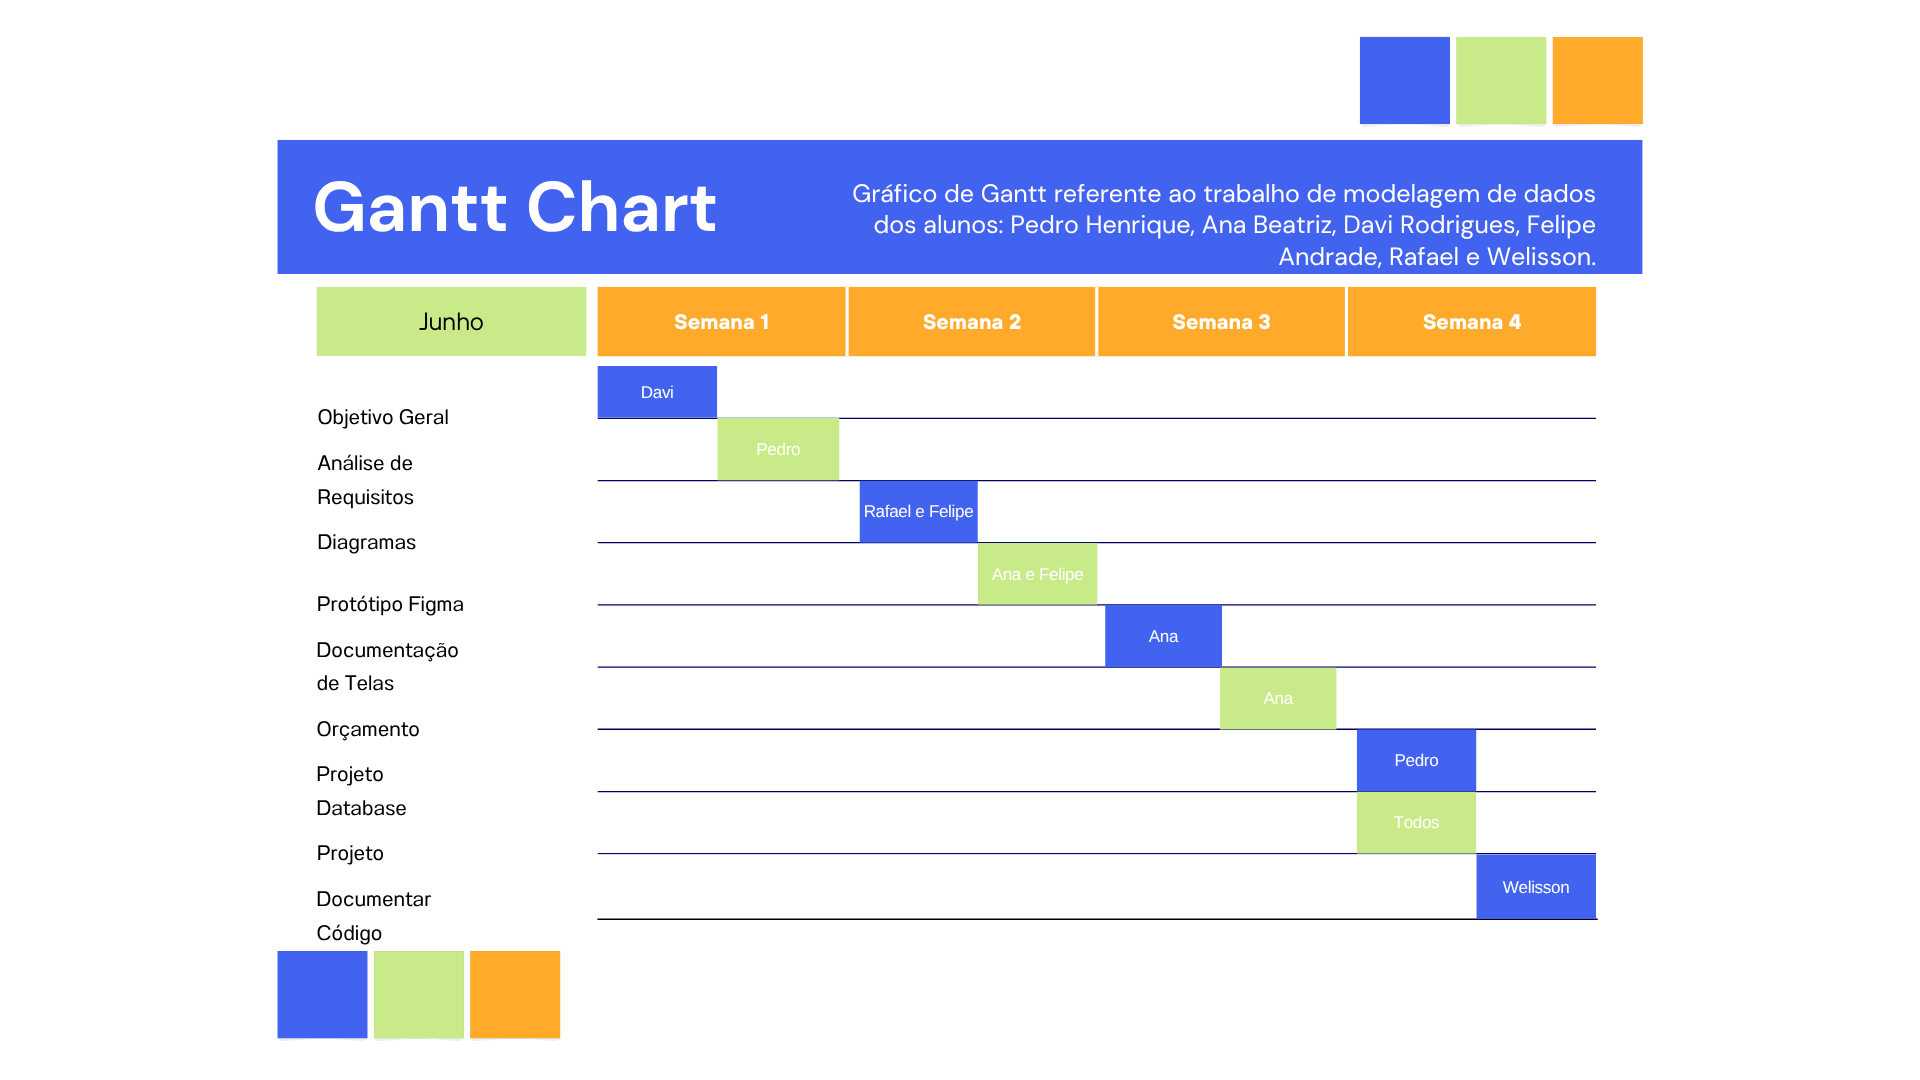 Gantt Chart
Gráfico de Gantt referente ao trabalho de modelagem de dados
dos alunos: Pedro Henrique, Ana Beatriz, Davi Rodrigues, Felipe
Andrade, Rafael e Welisson.
Junho
Semana 1
Semana 2
Semana 3
Semana 4
Objetivo Geral
Davi
Análise de
Requisitos
Pedro
Diagramas
Rafael e Felipe
Protótipo Figma
Ana e Felipe
Documentação
de Telas
Ana
Orçamento
Ana
Projeto
Database
Pedro
Projeto
Todos
Documentar
Código
Welisson